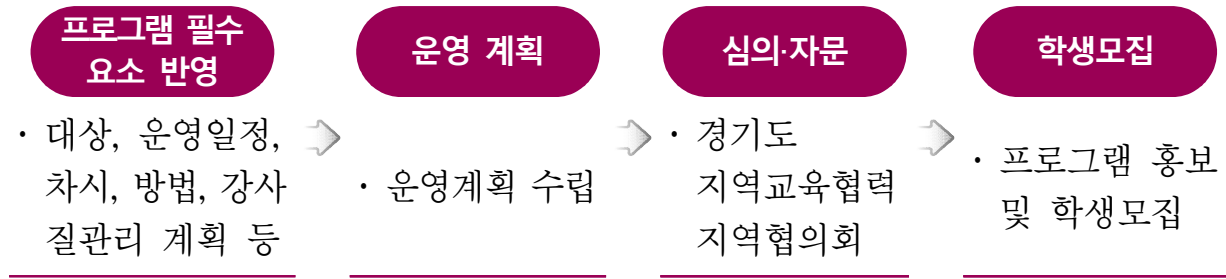 프로그램 필수
요소 반영
· 대상, 운영일정,
차시, 방법, 강사
질관리 계획 등
운영 계획
· 운영계획 수립
심의·자문
· 경기도
지역교육협력
지역협의회
학생모집
· 프로그램 홍보
및 학생모집